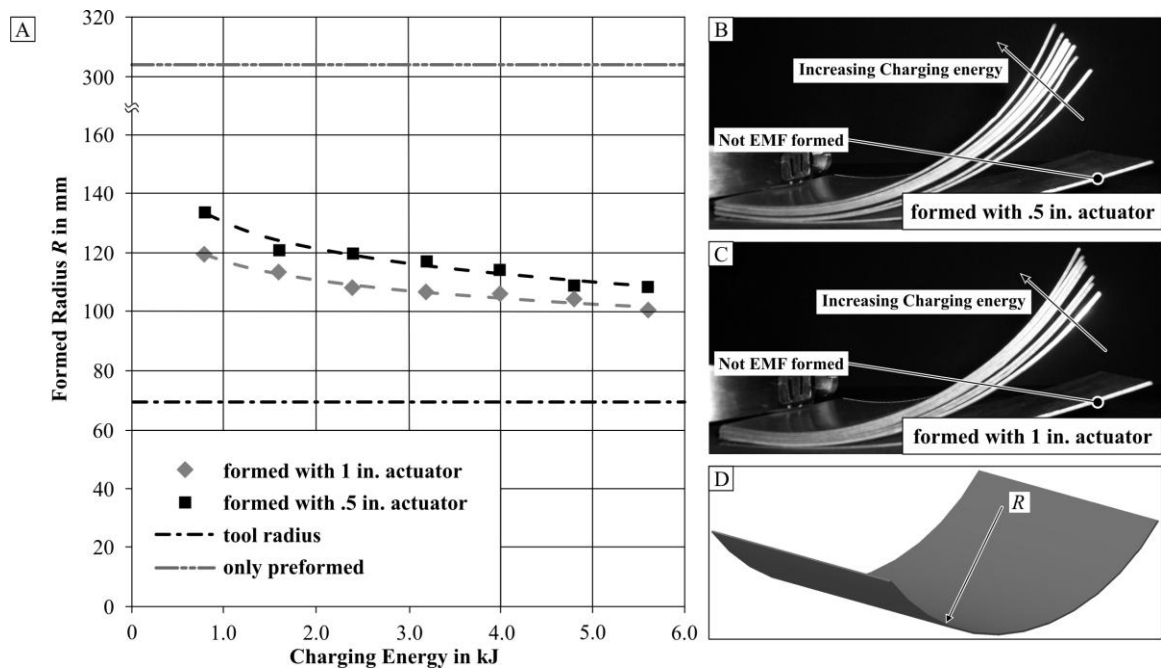 A
Formed Radius R in mm
320
300
160
140
120
100
80
60
40
20
0
formed with 1 in. actuator
formed with .5 in. actuator
tool radius
only preformed
0 1.0 2.0 3.0 4.0 5.0 6.0
Charging Energy in kJ
B
Increasing Charging energy
Not EMF formed
formed with .5 in. actuator
C
Increasing Charging energy
Not EMF formed
formed with 1 in. actuator
D
R